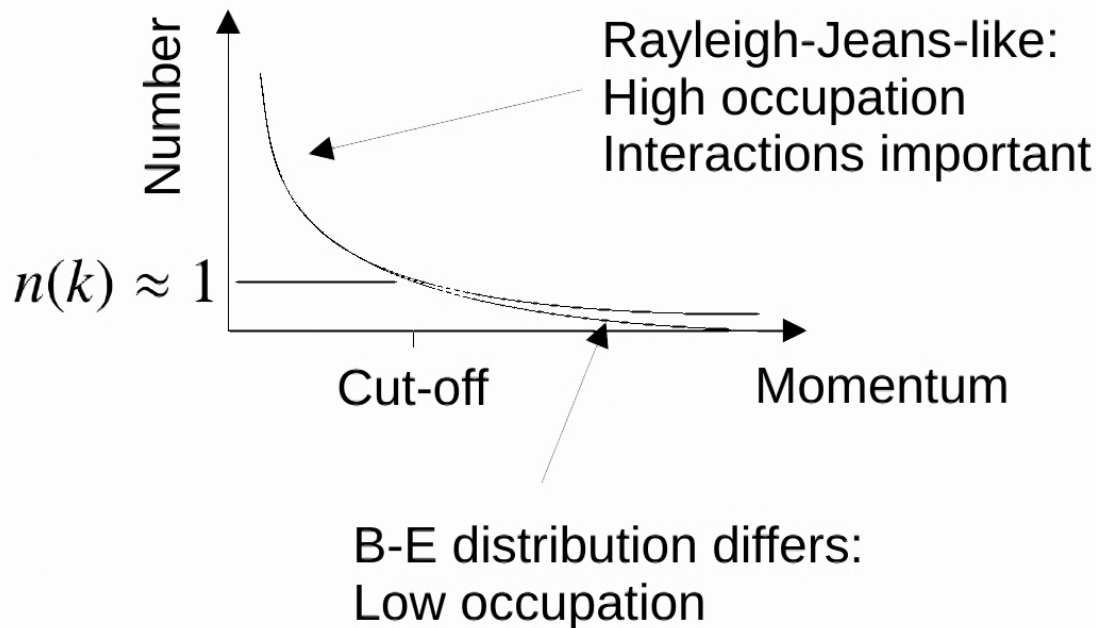 Number
Rayleigh-Jeans-like:
High occupation
Interactions important
n(k) ≈ 1
Cut-off
Momentum
B-E distribution differs:
Low occupation